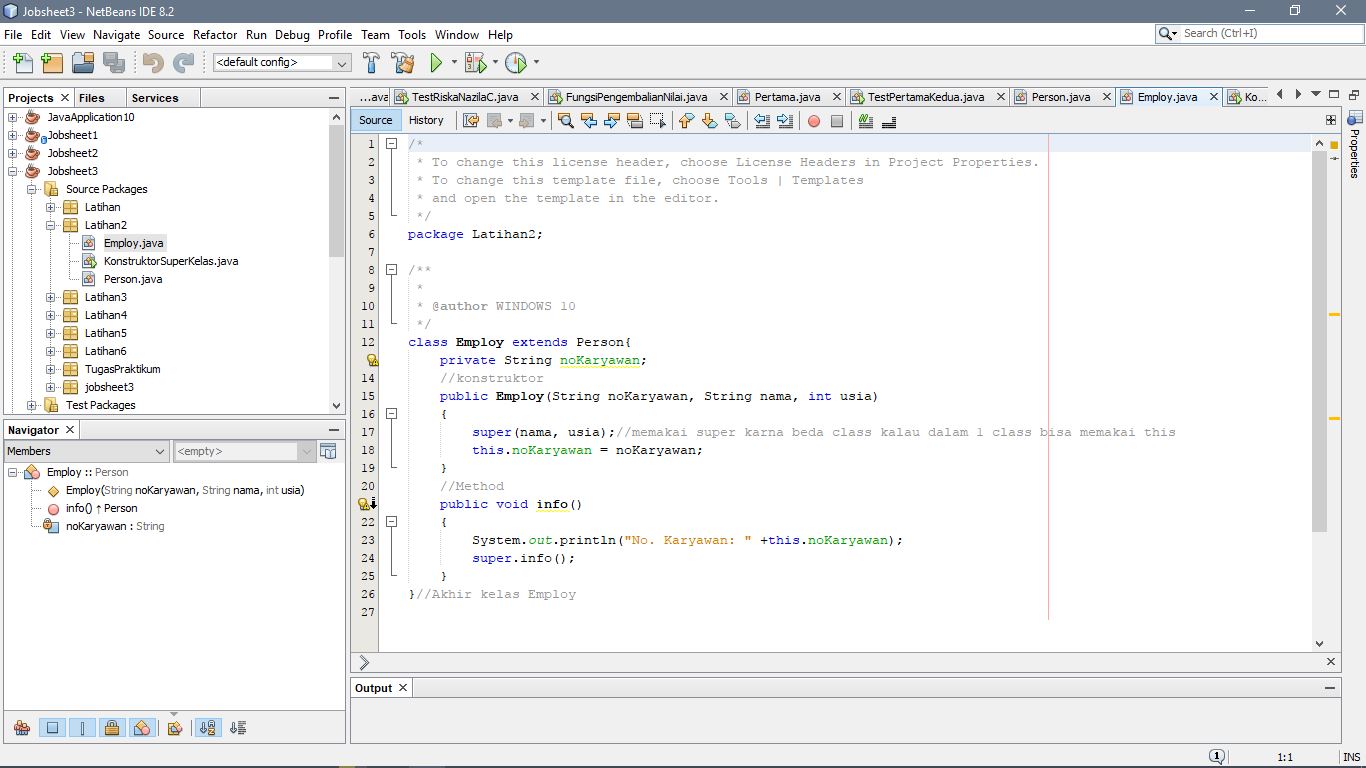 Jobsheet3 - NetBeans IDE 8.2
File Edit View Navigate Source Refactor Run Debug Profile Team Tools Window Help
Search (Ctrl+I)
<default config>
Projects Files Services
JavaApplication10
Jobsheet1
Jobsheet2
Jobsheet3
Source Packages
Latihan
Latihan2
Employ.java
KonstruktorSuperKelas.java
Person.java
Latihan3
Latihan4
Latihan5
Latihan6
TugasPraktikum
jobsheet3
Test Packages
Navigator
Members <empty>
Employ :: Person
Employ(String noKaryawan, String nama, int usia)
info() ↑ Person
noKaryawan : String
...ava TestRiskaNazilaC.java FungsiPengembalianNilai.java Pertama.java TestPertamaKedua.java Person.java Employ.java Ko...
Source History
1 /*
2 * To change this license header, choose License Headers in Project Properties.
3 * To change this template file, choose Tools | Templates
4 * and open the template in the editor.
5 */
6 package Latihan2;
7
8 /**
9 *
10 * @author WINDOWS 10
11 */
12 class Employ extends Person{
private String noKaryawan;
14 //konstruktor
15 public Employ(String noKaryawan, String nama, int usia)
16 {
17 super(nama, usia);//memakai super karna beda class kalau dalam 1 class bisa memakai this
18 this.noKaryawan = noKaryawan;
19 }
20 //Method
public void info()
22 {
23 System.out.println("No. Karyawan: " +this.noKaryawan);
24 super.info();
25 }
26 }//Akhir kelas Employ
27
Properties
Output
1
1:1 INS